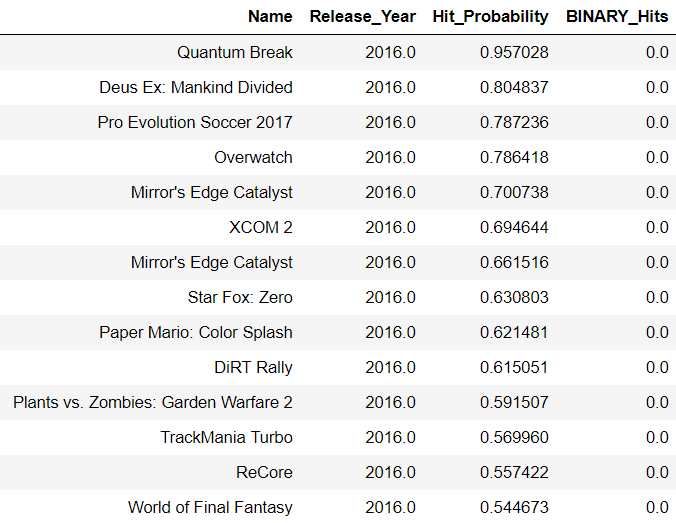 Name Release_Year Hit_Probability BINARY_Hits
Quantum Break 2016.0 0.957028 0.0
Deus Ex: Mankind Divided 2016.0 0.804837 0.0
Pro Evolution Soccer 2017 2016.0 0.787236 0.0
Overwatch 2016.0 0.786418 0.0
Mirror's Edge Catalyst 2016.0 0.700738 0.0
XCOM 2 2016.0 0.694644 0.0
Mirror's Edge Catalyst 2016.0 0.661516 0.0
Star Fox: Zero 2016.0 0.630803 0.0
Paper Mario: Color Splash 2016.0 0.621481 0.0
DiRT Rally 2016.0 0.615051 0.0
Plants vs. Zombies: Garden Warfare 2 2016.0 0.591507 0.0
TrackMania Turbo 2016.0 0.569960 0.0
ReCore 2016.0 0.557422 0.0
World of Final Fantasy 2016.0 0.544673 0.0